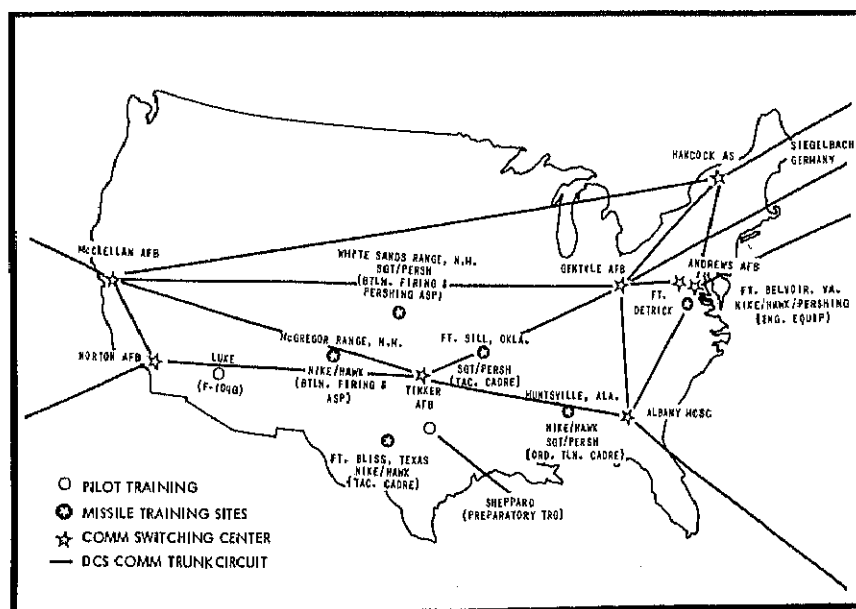 HANCOCK AS
SIEGELBACH
GERMANY
McCLELLAN AFB
WHITE SANDS RANGE, N.M.
SGT/PERSH
(BTLN. FIRING &
PERSHING ASP)
GENTILE AFB
ANDREWS AFB
FT.
DETRICK
FT. BELVOIR, VA.
NIKE/HAWK/PERSHING
(ENG. EQUIP)
McGREGOR RANGE, N.M.
NIKE/HAWK
(BTLN. FIRING &
ASP)
FT. SILL, OKLA.
SGT/PERSH
(TAC. CADRE)
NORTON AFB
LUKE
(F-104G)
TINKER
AFB
HUNTSVILLE, ALA.
NIKE/HAWK
SGT/PERSH
(ORD. TLN. CADRE)
ALBANY MCSC
FT. BLISS, TEXAS
NIKE/HAWK
(TAC. CADRE)
SHEPPARD
(PREPARATORY TRG)
PILOT TRAINING
MISSILE TRAINING SITES
COMM SWITCHING CENTER
DCS COMM TRUNK CIRCUIT